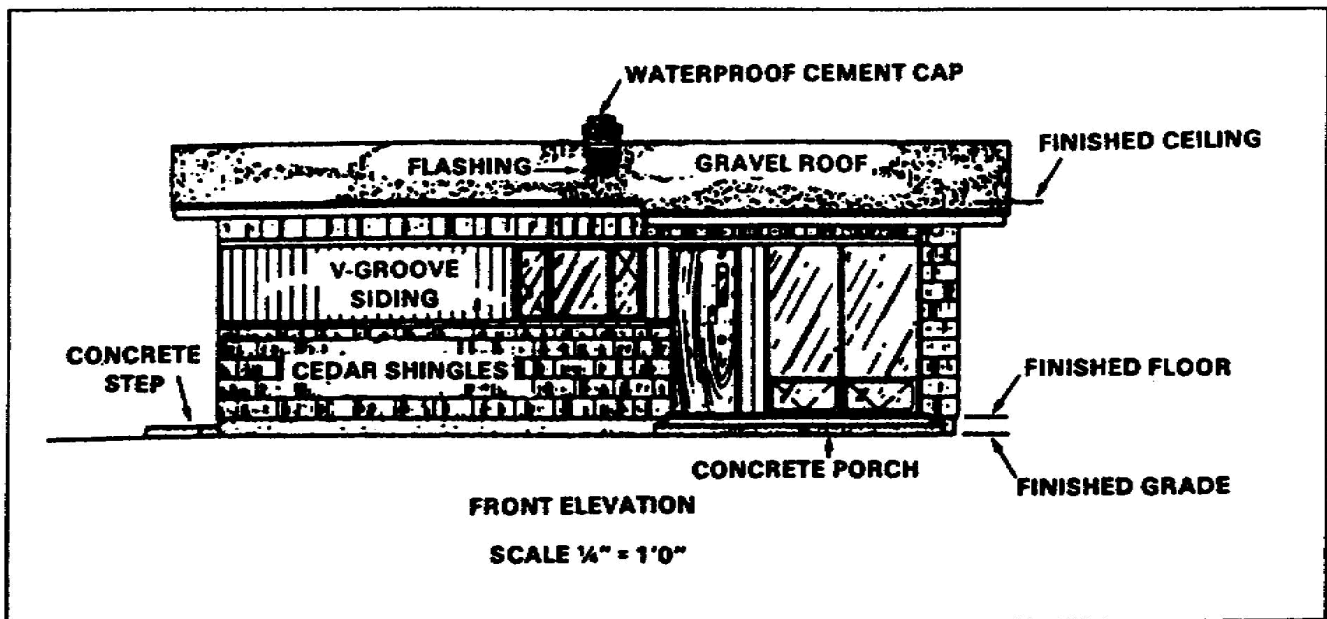 WATERPROOF CEMENT CAP
FINISHED CEILING
FLASHING
GRAVEL ROOF
V-GROOVE
SIDING
CONCRETE
STEP
CEDAR SHINGLES
FINISHED FLOOR
CONCRETE PORCH
FINISHED GRADE
FRONT ELEVATION
SCALE ¼" = 1'0"